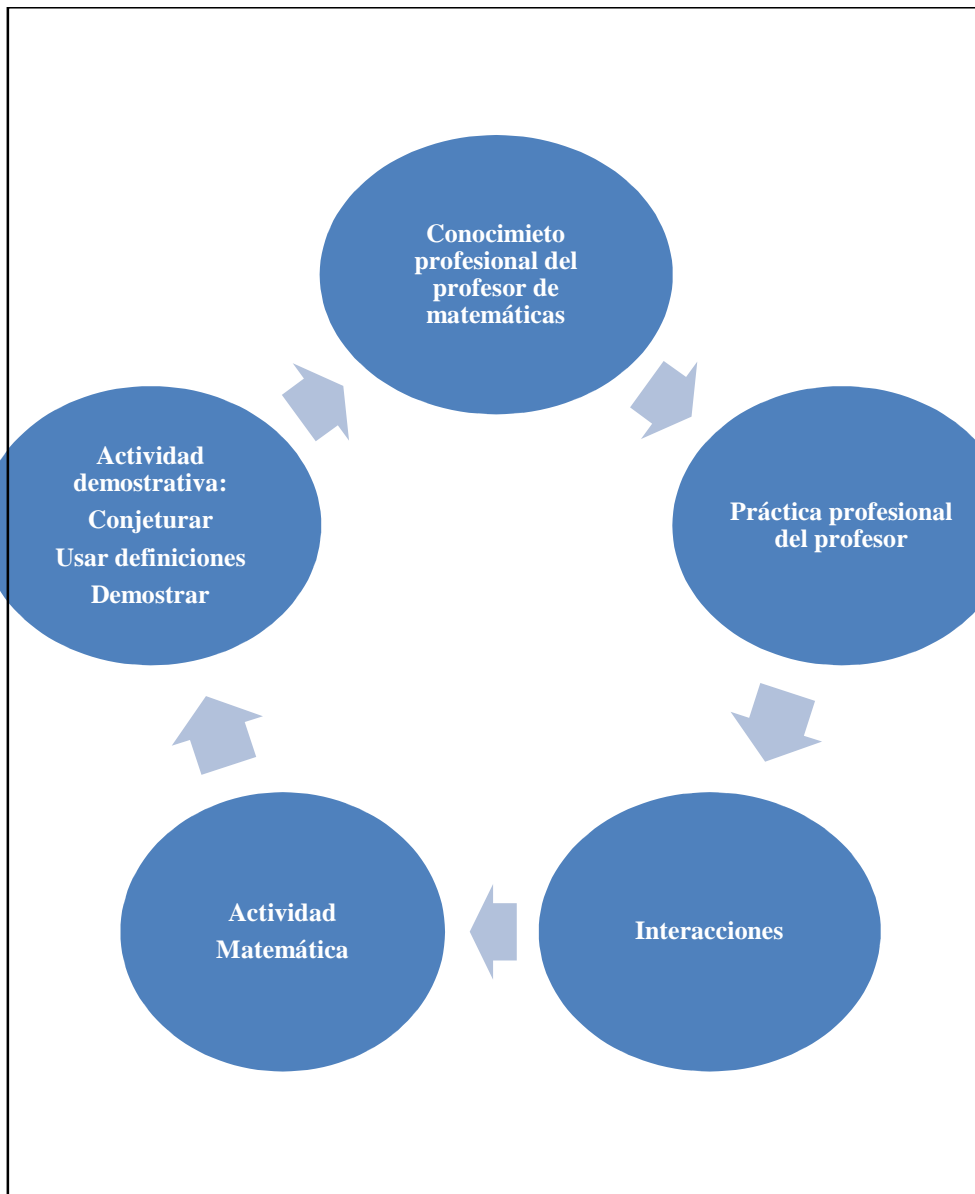 Conocimieto
profesional del
profesor de
matemáticas
Práctica profesional
del profesor
Interacciones
Actividad
Matemática
Actividad
demostrativa:
Conjeturar
Usar definiciones
Demostrar